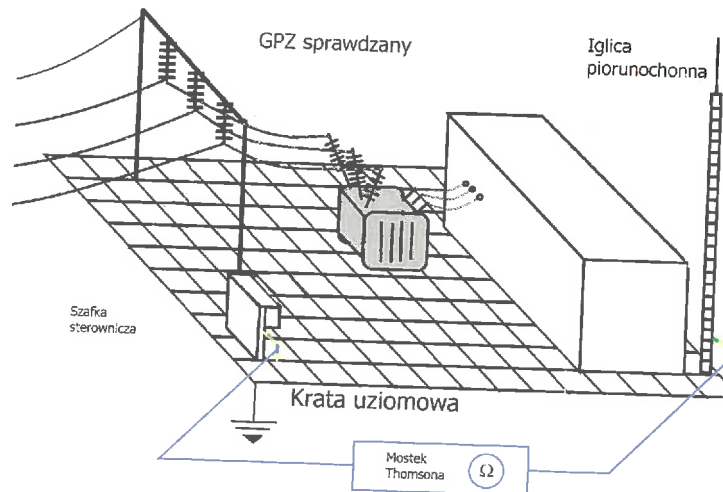 GPZ sprawdzany
Iglica
piorunochonna
Szafka
sterownicza
Krata uziomowa
Mostek
Thomsona
Ω